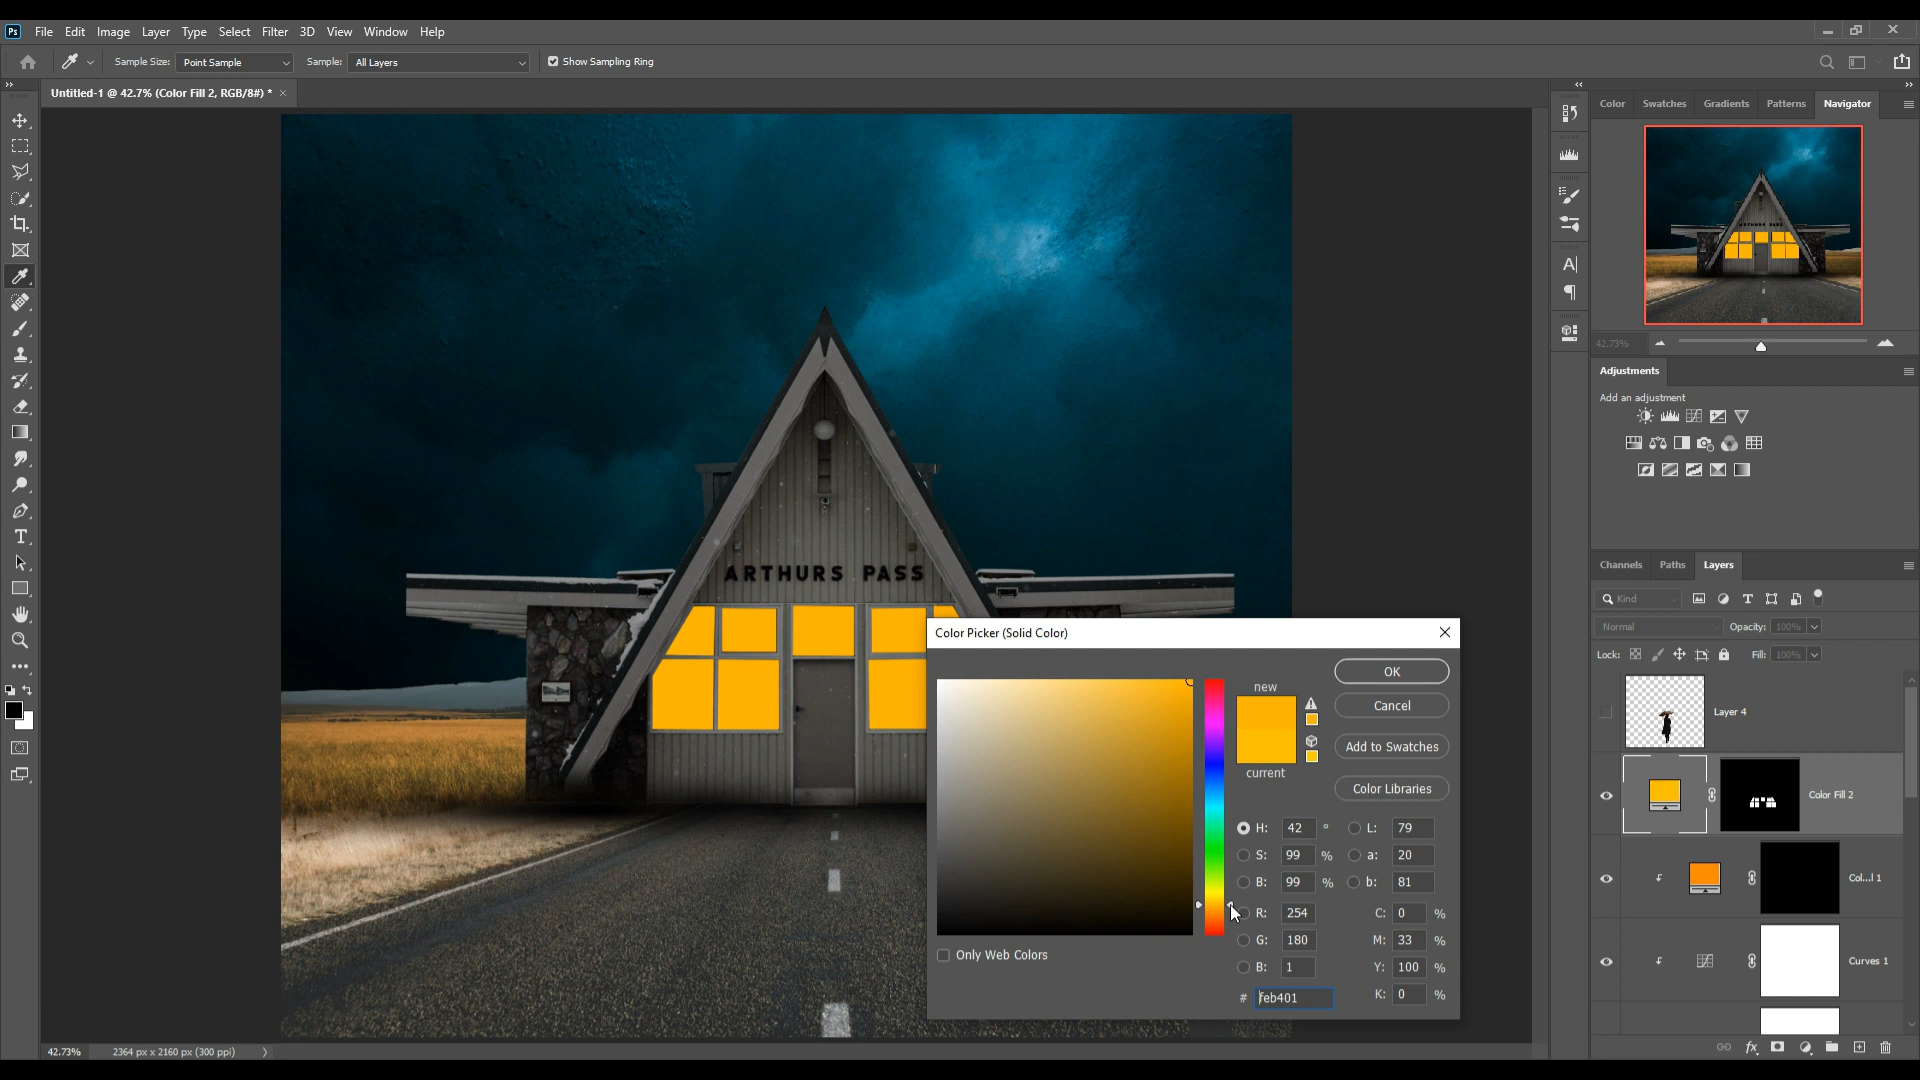 Ps File Edit Image Layer Type Select Filter 3D View Window Help
Sample Size: Point Sample Sample: All Layers Show Sampling Ring
Untitled-1 @ 42.7% (Color Fill 2, RGB/8#) * ×
Color Swatches Gradients Patterns Navigator
42.73%
Adjustments
Add an adjustment
ARTHURS PASS
Channels Paths Layers
Kind
Normal Opacity: 100%
Lock: Fill: 100%
Layer 4
Color Fill 2
Col...l 1
Curves 1
Color Picker (Solid Color)
new
current
OK
Cancel
Add to Swatches
Color Libraries
H: 42 ° L: 79
S: 99 % a: 20
B: 99 % b: 81
R: 254 C: 0 %
G: 180 M: 33 %
B: 1 Y: 100 %
# feb401 K: 0 %
Only Web Colors
42.73% 2364 px x 2160 px (300 ppi)